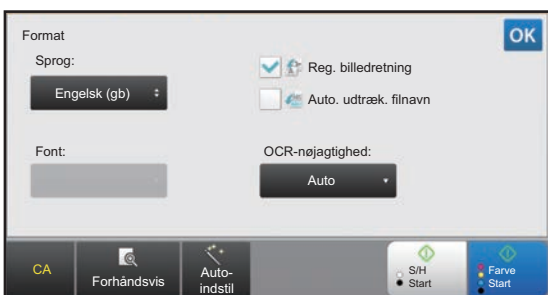 Format
OK
Sprog:
Engelsk (gb)
Reg. billedretning
Auto. udtræk. filnavn
Font:
OCR-nøjagtighed:
Auto
CA
Forhåndsvis
Auto-
indstil
S/H
Start
Farve
Start